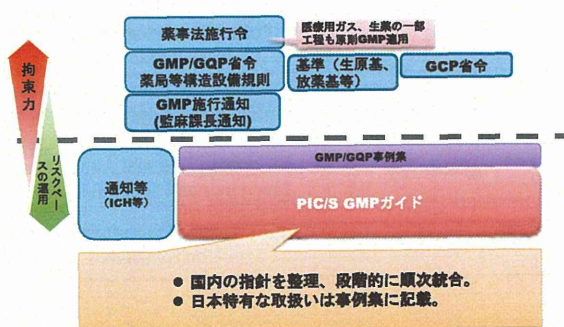 薬事法施行令
医療用ガス、生薬の一部
工程も原則GMP適用
GMP/GQP省令
薬局等構造設備規則
基準（生原基、
放薬基等）
GCP省令
GMP施行通知
(監麻課長通知)
拘束力
リスクベー
スの運用
GMP/GQP事例集
通知等
（ICH等）
PIC/S GMPガイド
● 国内の指針を整理、段階的に順次統合。
● 日本特有な取扱いは事例集に記載。